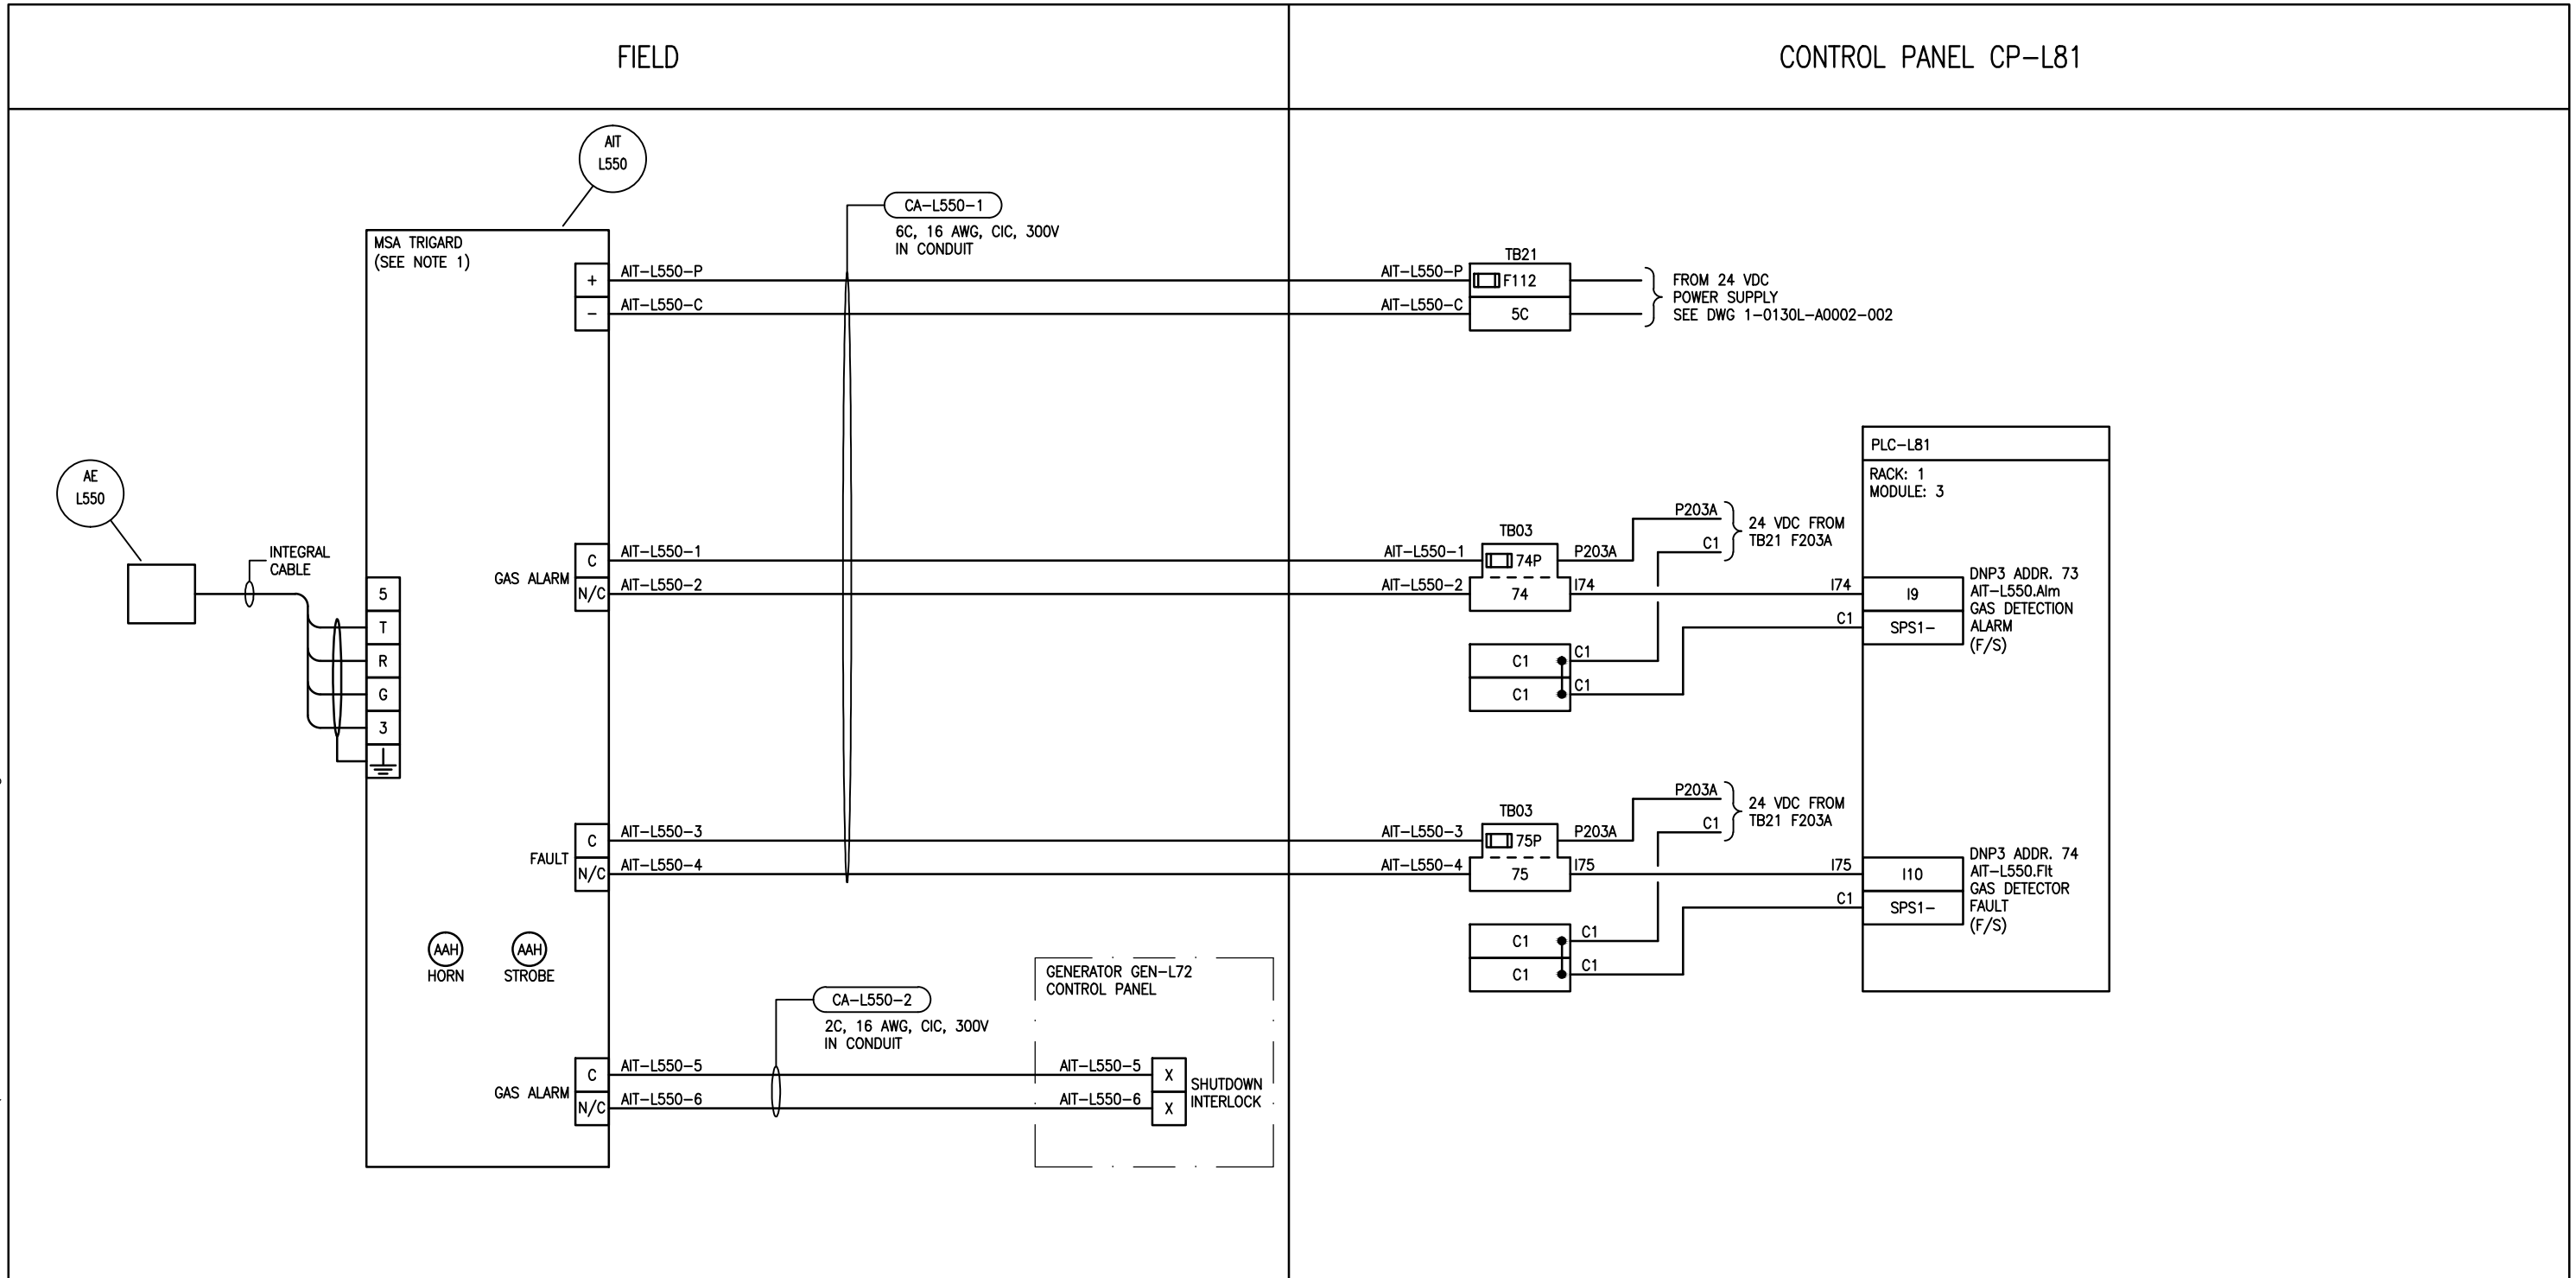 FIELD
CONTROL PANEL CP-L81
AIT
L550
CA-L550-1
6C, 16 AWG, CIC, 300V
IN CONDUIT
MSA TRIGARD
(SEE NOTE 1)
+
AIT-L550-P
-
AIT-L550-C
AIT-L550-P
AIT-L550-C
TB21
F112
5C
FROM 24 VDC
POWER SUPPLY
SEE DWG 1-0130L-A0002-002
AE
L550
INTEGRAL
CABLE
5
T
R
G
3
GAS ALARM
C
N/C
AIT-L550-1
AIT-L550-2
AIT-L550-1
AIT-L550-2
TB03
74P
74
P203A
I74
P203A
C1
24 VDC FROM
TB21 F203A
C1
C1
C1
C1
I74
C1
PLC-L81
RACK: 1
MODULE: 3
I9
SPS1-
DNP3 ADDR. 73
AIT-L550.Alm
GAS DETECTION
ALARM
(F/S)
FAULT
C
N/C
AIT-L550-3
AIT-L550-4
AIT-L550-3
AIT-L550-4
TB03
75P
75
P203A
I75
P203A
C1
24 VDC FROM
TB21 F203A
C1
C1
C1
C1
I75
C1
I10
SPS1-
DNP3 ADDR. 74
AIT-L550.Flt
GAS DETECTOR
FAULT
(F/S)
AAH
HORN
AAH
STROBE
CA-L550-2
2C, 16 AWG, CIC, 300V
IN CONDUIT
GENERATOR GEN-L72
CONTROL PANEL
GAS ALARM
C
N/C
AIT-L550-5
AIT-L550-6
AIT-L550-5
AIT-L550-6
X
X
SHUTDOWN
INTERLOCK